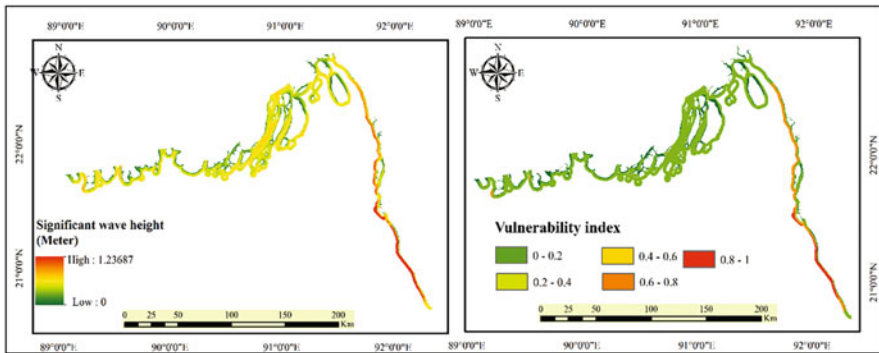 89°0'0"E 90°0'0"E 91°0'0"E 92°0'0"E
N
W E
S
22°0'0"N
21°0'0"N
Significant wave height
(Meter)
High : 1.23687
Low : 0
0 25 50 100 150 200
Km
89°0'0"E 90°0'0"E 91°0'0"E 92°0'0"E
89°0'0"E 90°0'0"E 91°0'0"E 92°0'0"E
N
W E
S
22°0'0"N
21°0'0"N
Vulnerability index
0 - 0.2 0.4 - 0.6 0.8 - 1
0.2 - 0.4 0.6 - 0.8
0 25 50 100 150 200
Km
89°0'0"E 90°0'0"E 91°0'0"E 92°0'0"E